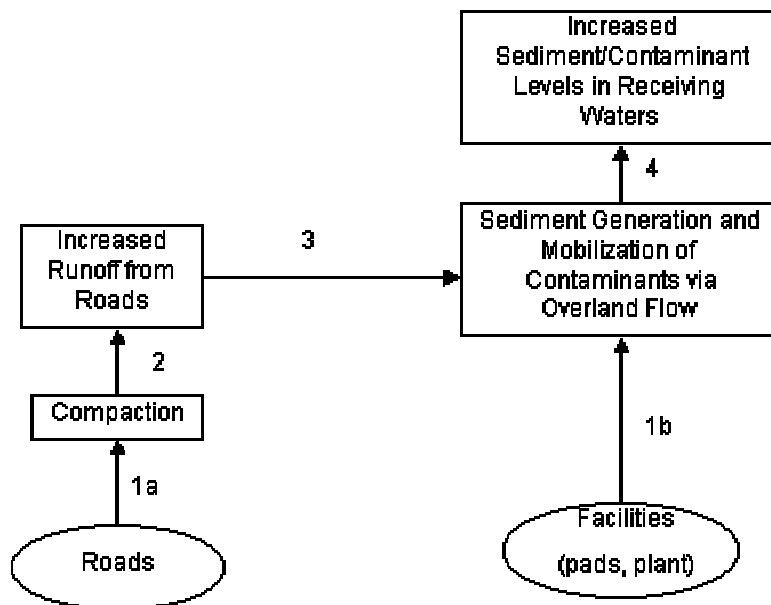 Increased
Sediment/Contaminant
Levels in Receiving
Waters
4
Sediment Generation and
Mobilization of
Contaminants via
Overland Flow
3
Increased
Runoff from
Roads
2
Compaction
1a
Roads
1b
Facilities
(pads, plant)